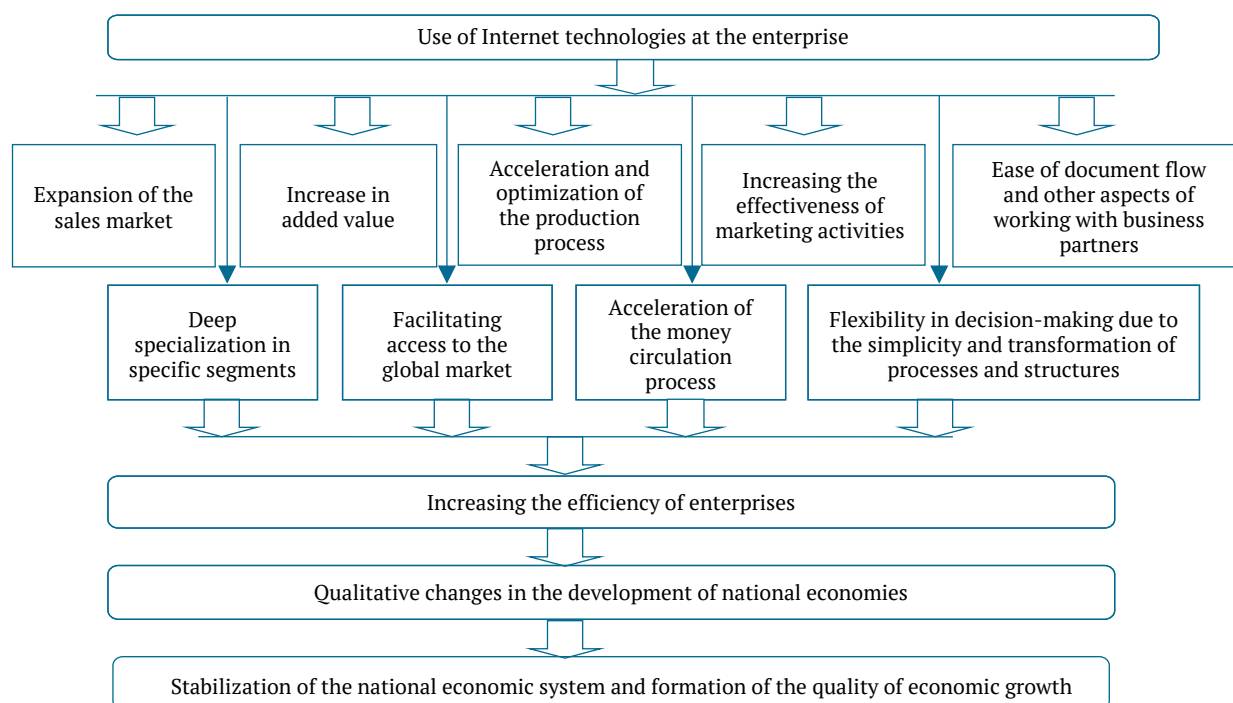 Use of Internet technologies at the enterprise
Expansion of the
sales market
Increase in
added value
Acceleration and
optimization of
the production
process
Increasing the
effectiveness of
marketing activities
Ease of document flow
and other aspects of
working with business
partners
Deep
specialization in
specific segments
Facilitating
access to the
global market
Acceleration of
the money
circulation
process
Flexibility in decision-making due to
the simplicity and transformation of
processes and structures
Increasing the efficiency of enterprises
Qualitative changes in the development of national economies
Stabilization of the national economic system and formation of the quality of economic growth